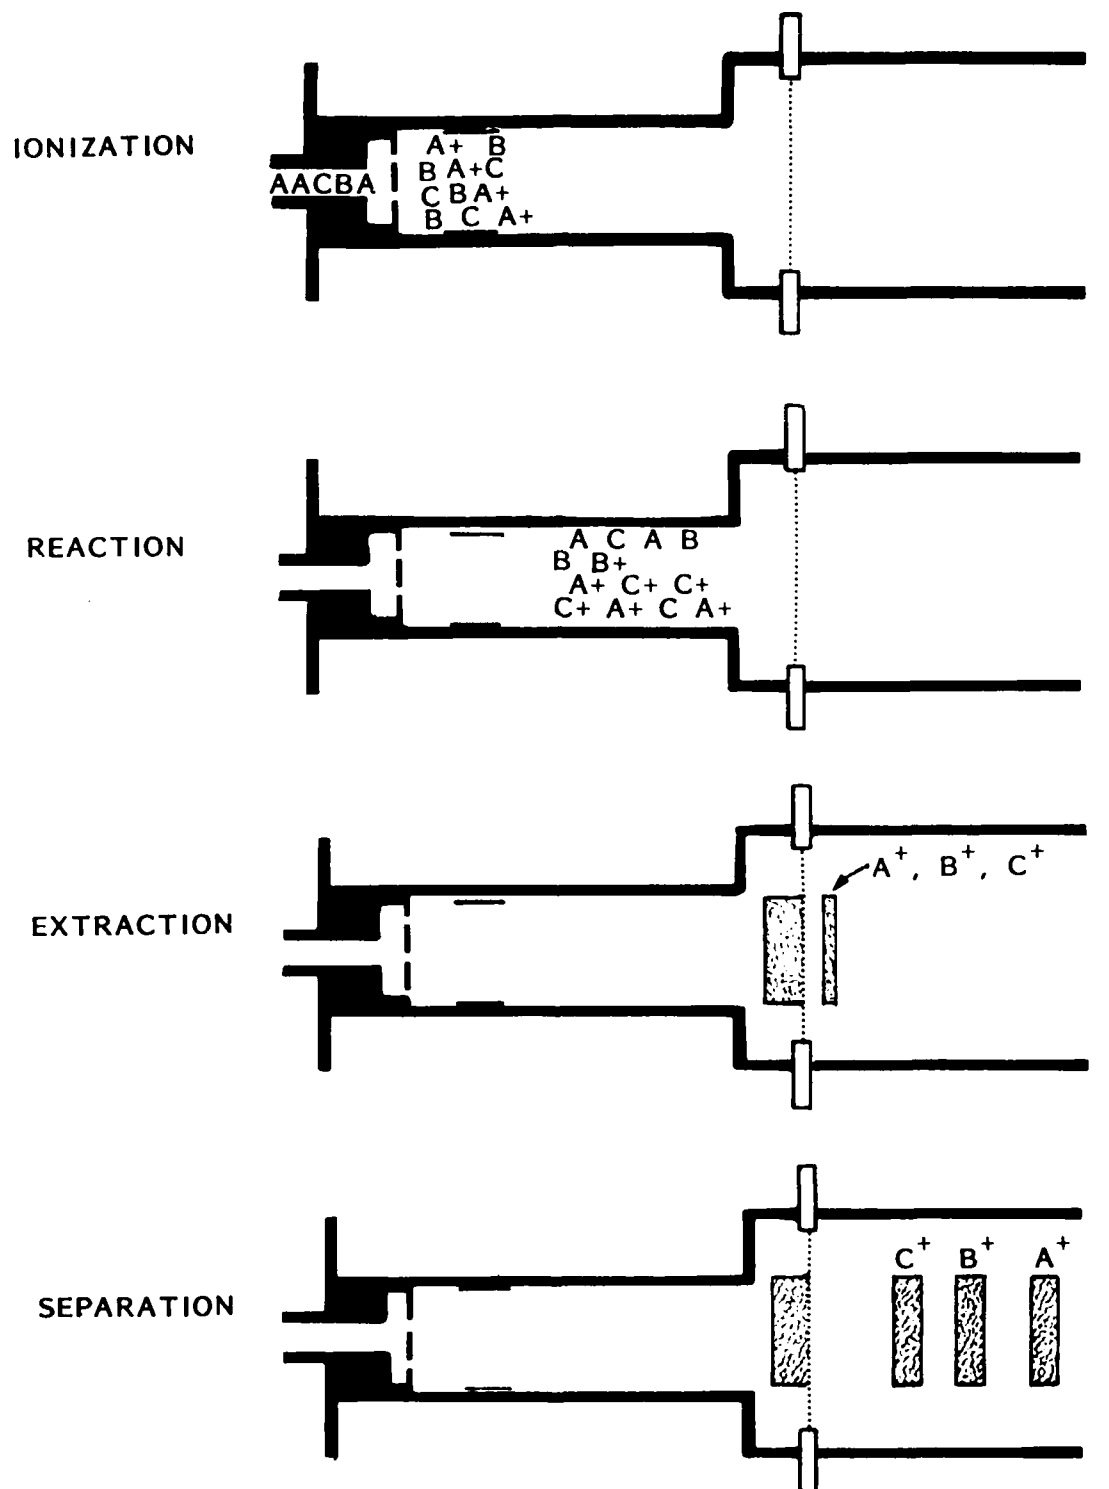 IONIZATION
AACBA
A+ B
B A+C
C B A+
B C A+
REACTION
A C A B
B B+
A+ C+ C+
C+ A+ C A+
EXTRACTION
A+, B+, C+
SEPARATION
C+ B+ A+